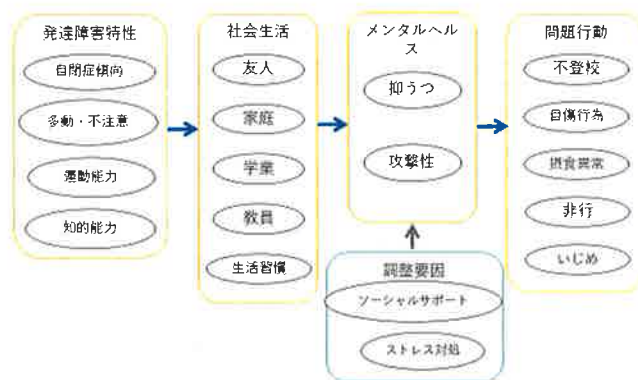 発達障害特性
自閉症傾向
多動・不注意
運動能力
知的能力
社会生活
友人
家庭
学業
教員
生活習慣
メンタルヘル
ス
抑うつ
攻撃性
問題行動
不登校
自傷行為
摂食異常
非行
いじめ
調整要因
ソーシャルサポート
ストレス対処